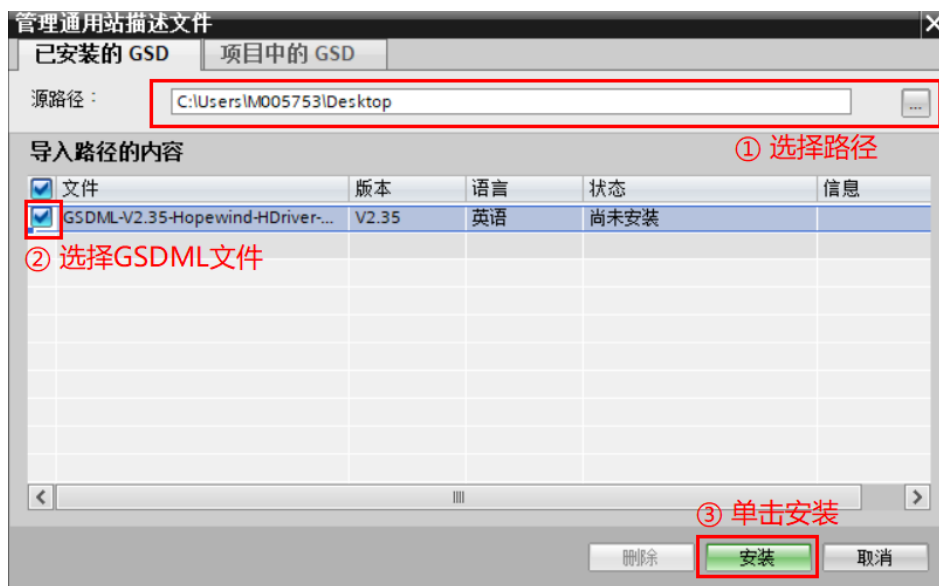 管理通用站描述文件
已安装的 GSD 项目中的 GSD
源路径： C:\Users\M005753\Desktop ...
① 选择路径
导入路径的内容
文件 版本 语言 状态 信息
GSDML-V2.35-Hopewind-HDriver-... V2.35 英语 尚未安装
② 选择GSDML文件
③ 单击安装
删除 安装 取消